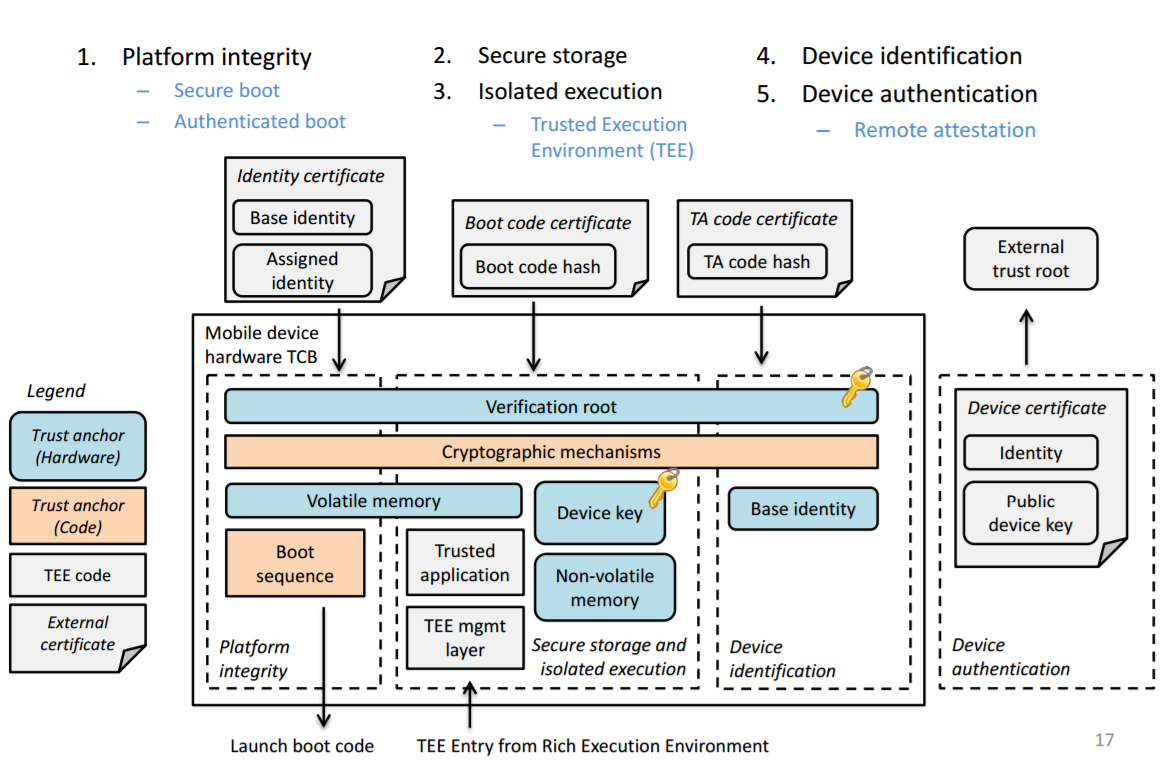 1. Platform integrity
– Secure boot
– Authenticated boot
2. Secure storage
3. Isolated execution
– Trusted Execution
Environment (TEE)
4. Device identification
5. Device authentication
– Remote attestation
Identity certificate
Base identity
Assigned
identity
Boot code certificate
Boot code hash
TA code certificate
TA code hash
External
trust root
Mobile device
hardware TCB
Legend
Trust anchor
(Hardware)
Trust anchor
(Code)
TEE code
External
certificate
Verification root
Cryptographic mechanisms
Volatile memory
Device key
Base identity
Boot
sequence
Trusted
application
Non-volatile
memory
TEE mgmt
layer
Platform
integrity
Secure storage and
isolated execution
Device
identification
Device certificate
Identity
Public
device key
Device
authentication
Launch boot code
TEE Entry from Rich Execution Environment
17